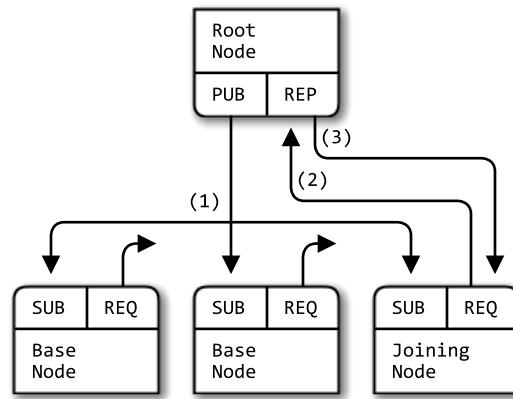 Root
Node
PUB REP
(3)
(2)
(1)
SUB REQ SUB REQ SUB REQ
Base Base Joining
Node Node Node